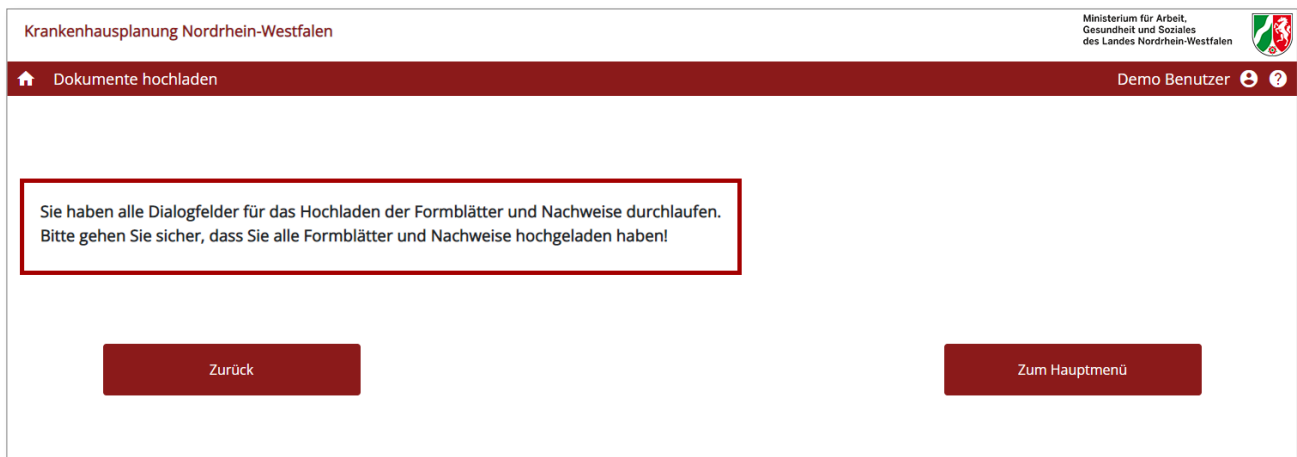 Krankenhausplanung Nordrhein-Westfalen
Ministerium für Arbeit,
Gesundheit und Soziales
des Landes Nordrhein-Westfalen
Dokumente hochladen
Demo Benutzer
?
Sie haben alle Dialogfelder für das Hochladen der Formblätter und Nachweise durchlaufen.
Bitte gehen Sie sicher, dass Sie alle Formblätter und Nachweise hochgeladen haben!
Zurück
Zum Hauptmenü